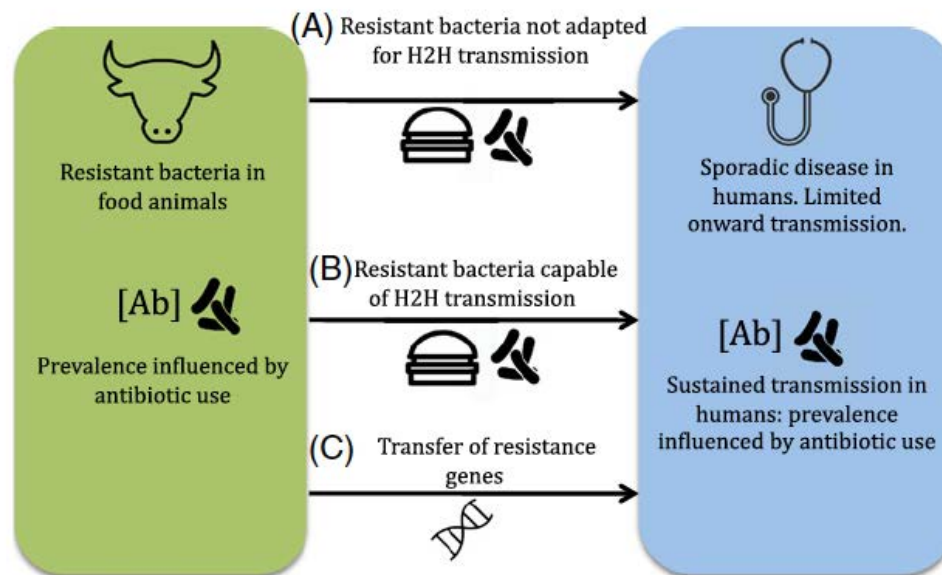 (A) Resistant bacteria not adapted
for H2H transmission
Resistant bacteria in
food animals
[Ab]
Prevalence influenced by
antibiotic use
(B) Resistant bacteria capable
of H2H transmission
(C) Transfer of resistance
genes
Sporadic disease in
humans. Limited
onward transmission.
[Ab]
Sustained transmission in
humans: prevalence
influenced by antibiotic use